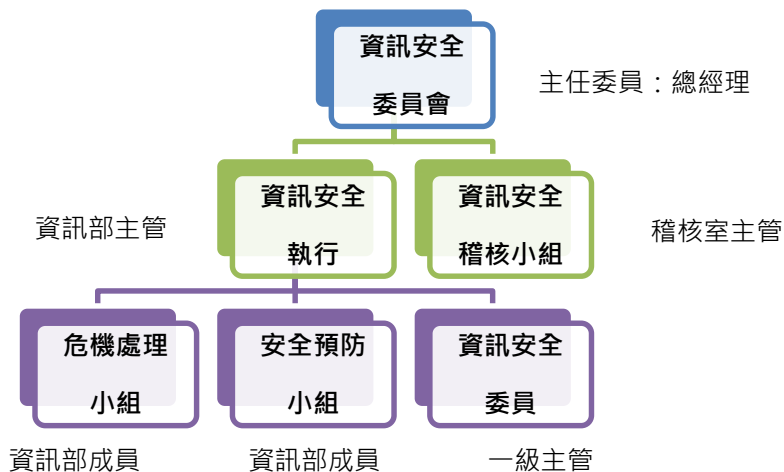 資訊安全
委員會
主任委員：總經理
資訊部主管
資訊安全
執行
資訊安全
稽核小組
稽核室主管
危機處理
小組
安全預防
小組
資訊安全
委員
資訊部成員
資訊部成員
一級主管